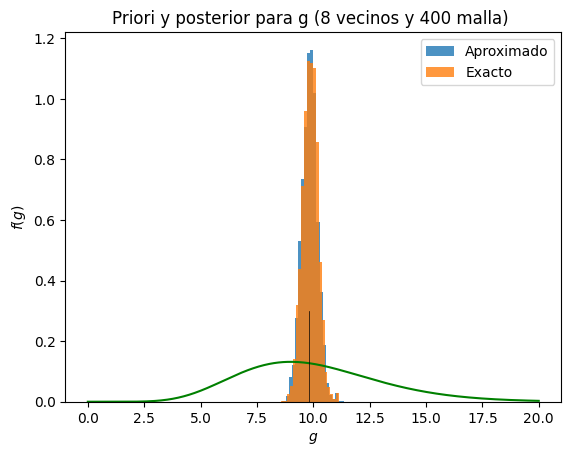 Priori y posterior para g (8 vecinos y 400 malla)
1.2
1.0
0.8
0.6
0.4
0.2
0.0
f(g)
Aproximado
Exacto
0.0 2.5 5.0 7.5 10.0 12.5 15.0 17.5 20.0
g